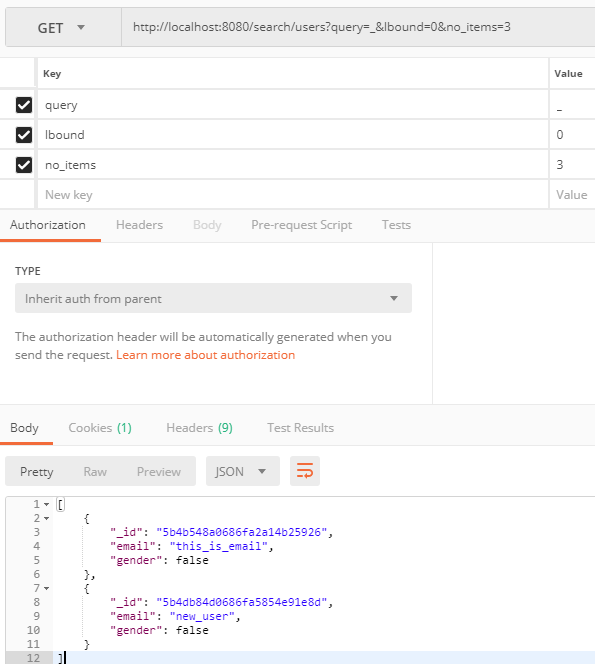 GET http://localhost:8080/search/users?query=_&lbound=0&no_items=3
Key Value
query _
lbound 0
no_items 3
New key Value
Authorization Headers Body Pre-request Script Tests
TYPE
Inherit auth from parent
The authorization header will be automatically generated when you
send the request. Learn more about authorization
Body Cookies (1) Headers (9) Test Results
Pretty Raw Preview JSON
1 [
2 {
3 "_id": "5b4b548a0686fa2a14b25926",
4 "email": "this_is_email",
5 "gender": false
6 },
7 {
8 "_id": "5b4db84d0686fa5854e91e8d",
9 "email": "new_user",
10 "gender": false
11 }
12 ]